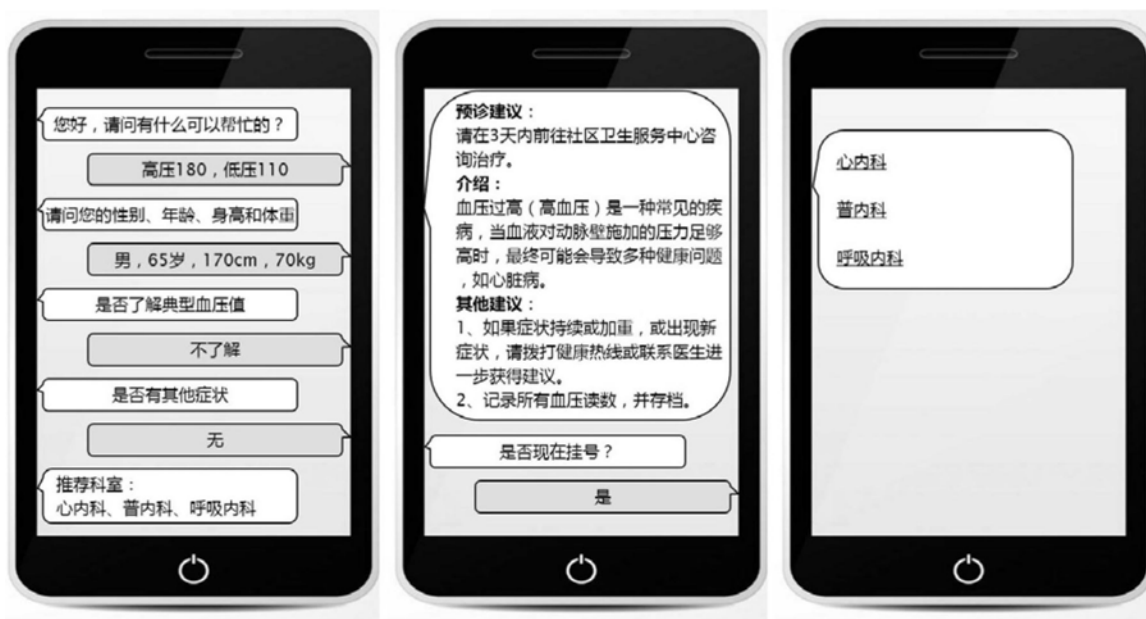 您好，请问有什么可以帮忙的？
高压180，低压110
请问您的性别、年龄、身高和体重
男，65岁，170cm，70kg
是否了解典型血压值
不了解
是否有其他症状
无
推荐科室：
心内科、普内科、呼吸内科
预诊建议：
请在3天内前往社区卫生服务中心咨
询治疗。
介绍：
血压过高（高血压）是一种常见的疾
病，当血液对动脉壁施加的压力足够
高时，最终可能会导致多种健康问题
，如心脏病。
其他建议：
1、如果症状持续或加重，或出现新
症状，请拨打健康热线或联系医生进
一步获得建议。
2、记录所有血压读数，并存档。
是否现在挂号？
是
心内科
普内科
呼吸内科